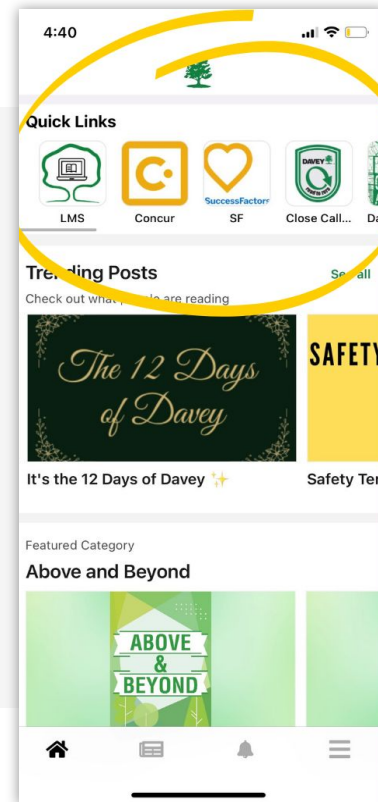 4:40
Quick Links
SuccessFactors
DAVEY
LMS
Concur
SF
Close Call...
Trending Posts
See all
Check out what people are reading
The 12 Days
of Davey
SAFETY
It's the 12 Days of Davey ✨
Safety Ter
Featured Category
Above and Beyond
ABOVE
&
BEYOND